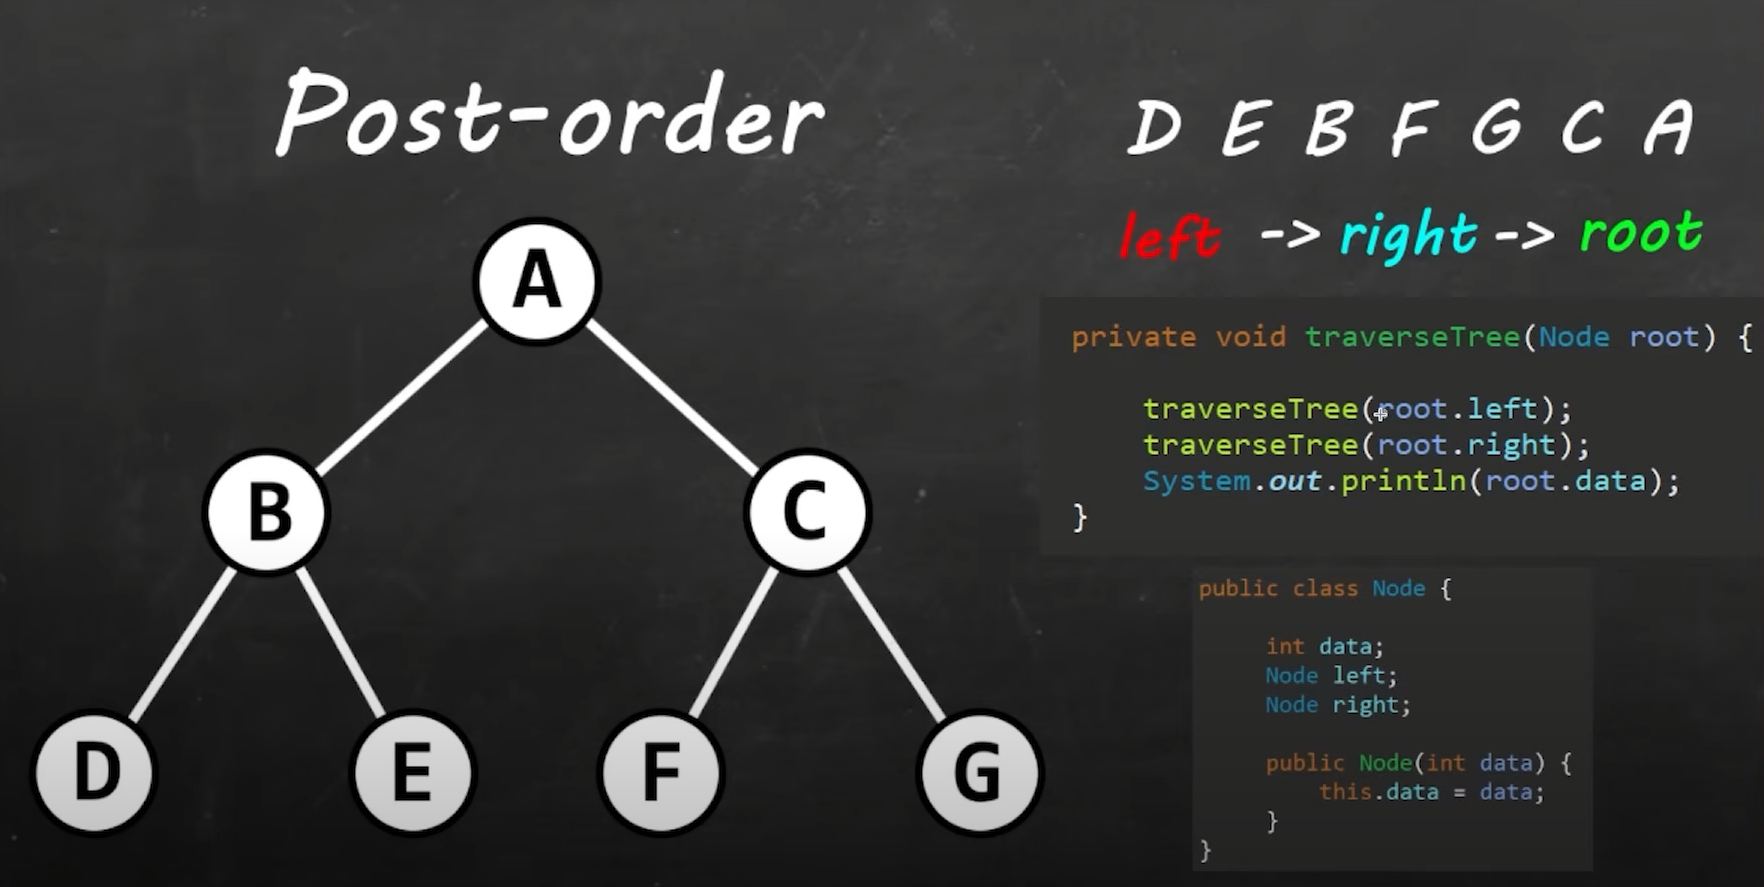 Post-order
D E B F G C A
left -> right -> root
A
B C
D E F G
private void traverseTree(Node root) {
traverseTree(root.left);
traverseTree(root.right);
System.out.println(root.data);
}
public class Node {
int data;
Node left;
Node right;
public Node(int data) {
this.data = data;
}
}